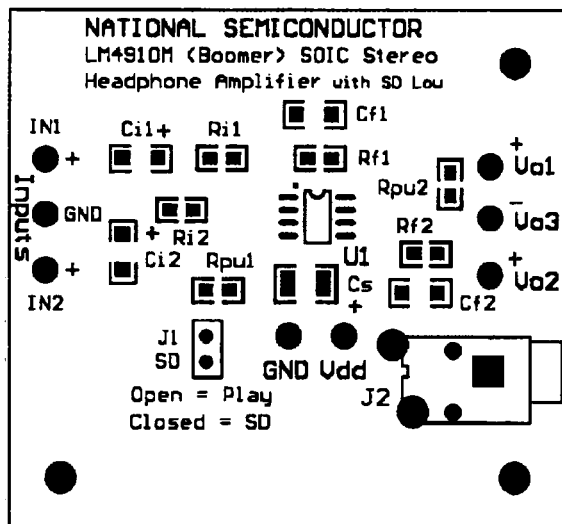 NATIONAL SEMICONDUCTOR
LM4910M (Boomer) SOIC Stereo
Headphone Amplifier with SD Low
Cf1
IN1
Ci1+
Ri1
Rf1
+
+
Vo1
Rpu2
Inputs
GND
-
Vo3
Ri2
+
Ci2
Rf2
U1
+
+
Vo2
IN2
Rpu1
Cs
+
Cf2
J1
SD
GND Vdd
J2
Open = Play
Closed = SD